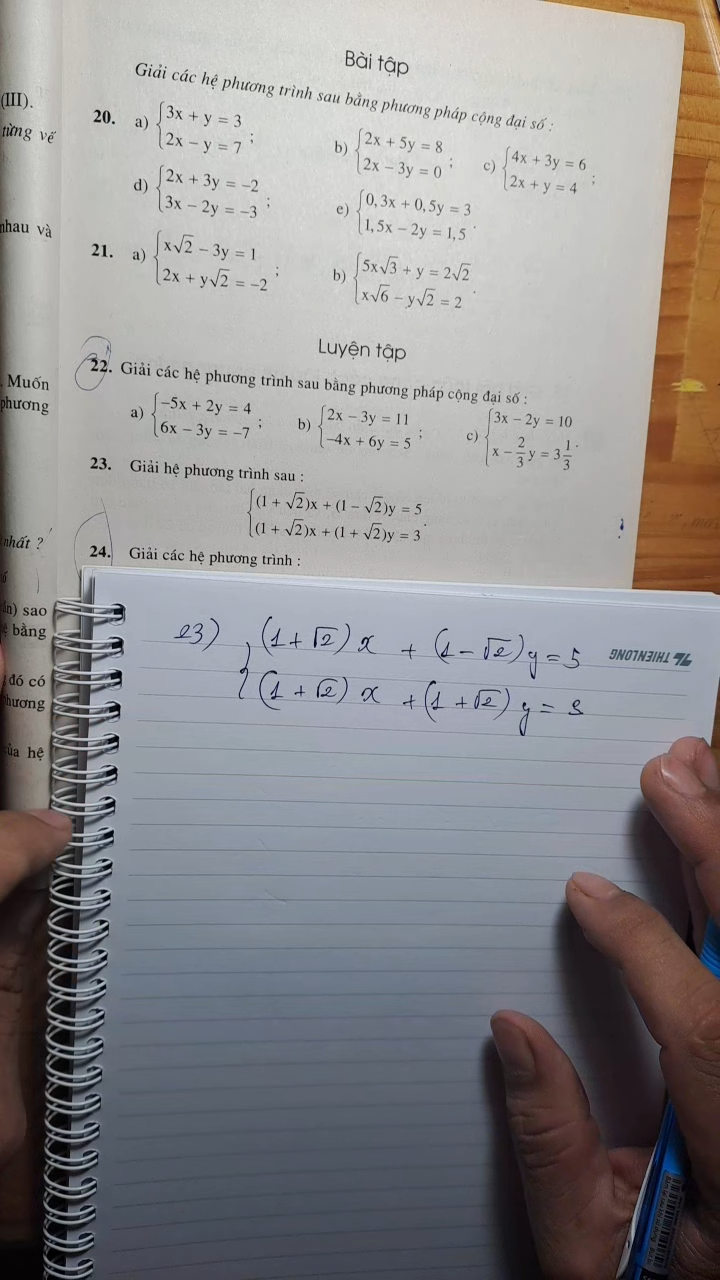 Bài tập
Giải các hệ phương trình sau bằng phương pháp cộng đại số :
20. a) {3x + y = 3
2x − y = 7 ;
b) {2x + 5y = 8
2x − 3y = 0 ;
c) {4x + 3y = 6
2x + y = 4 ;
d) {2x + 3y = −2
3x − 2y = −3 ;
e) {0,3x + 0,5y = 3
1,5x − 2y = 1,5 .
21. a) {x√2 − 3y = 1
2x + y√2 = −2 ;
b) {5x√3 + y = 2√2
x√6 − y√2 = 2 .
Luyện tập
22. Giải các hệ phương trình sau bằng phương pháp cộng đại số :
a) {−5x + 2y = 4
6x − 3y = −7 ;
b) {2x − 3y = 11
−4x + 6y = 5 ;
c) {3x − 2y = 10
x − 2/3 y = 3 1/3 .
23. Giải hệ phương trình sau :
{(1 + √2)x + (1 − √2)y = 5
(1 + √2)x + (1 + √2)y = 3 .
24. Giải các hệ phương trình :
(III).
từng vế
nhau và
. Muốn
phương
nhất ?
ẩn) sao
bằng
đó có
phương
của hệ
23) {(1 + √2) x + (1 − √2) y = 5
(1 + √2) x + (1 + √2) y = 3
THIENLONG